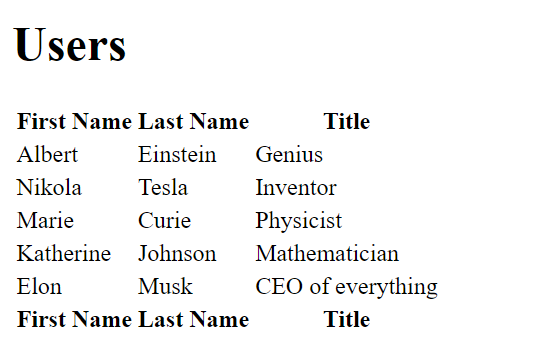 Users
First Name Last Name Title
Albert Einstein Genius
Nikola Tesla Inventor
Marie Curie Physicist
Katherine Johnson Mathematician
Elon Musk CEO of everything
First Name Last Name Title